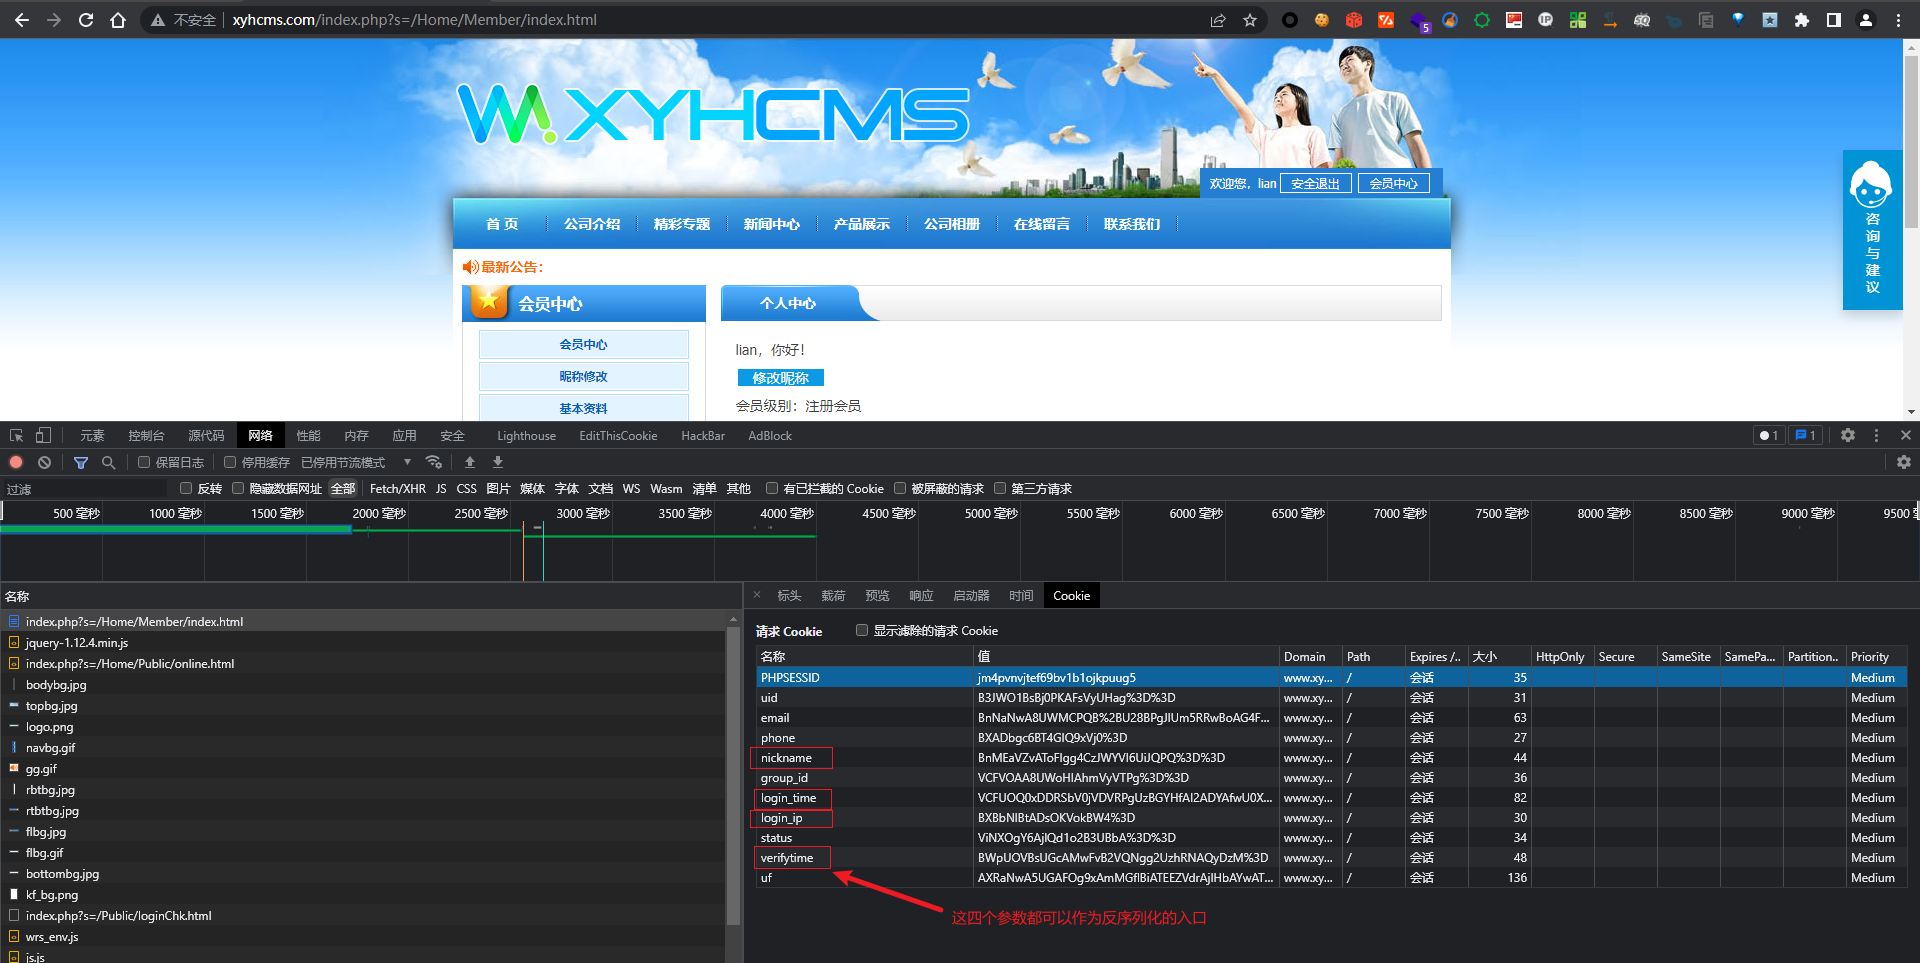 不安全 xyhcms.com/index.php?s=/Home/Member/index.html
5
IP
SQ
XYHCMS
欢迎您，lian 安全退出 会员中心
咨询与建议
首 页 公司介绍 精彩专题 新闻中心 产品展示 公司相册 在线留言 联系我们
最新公告：
会员中心 个人中心
会员中心
昵称修改
基本资料
lian，你好！
修改昵称
会员级别：注册会员
元素 控制台 源代码 网络 性能 内存 应用 安全 Lighthouse EditThisCookie HackBar AdBlock 1 1
保留日志 停用缓存 已停用节流模式
过滤 反转 隐藏数据网址 全部 Fetch/XHR JS CSS 图片 媒体 字体 文档 WS Wasm 清单 其他 有已拦截的 Cookie 被屏蔽的请求 第三方请求
500 毫秒 1000 毫秒 1500 毫秒 2000 毫秒 2500 毫秒 3000 毫秒 3500 毫秒 4000 毫秒 4500 毫秒 5000 毫秒 5500 毫秒 6000 毫秒 6500 毫秒 7000 毫秒 7500 毫秒 8000 毫秒 8500 毫秒 9000 毫秒 9500
名称
index.php?s=/Home/Member/index.html
jquery-1.12.4.min.js
index.php?s=/Home/Public/online.html
bodybg.jpg
topbg.jpg
logo.png
navbg.gif
gg.gif
rbtbg.jpg
rtbtbg.jpg
flbg.jpg
flbg.gif
bottombg.jpg
kf_bg.png
index.php?s=/Public/loginChk.html
wrs_env.js
js.js
× 标头 载荷 预览 响应 启动器 时间 Cookie
请求 Cookie 显示滤除的请求 Cookie
名称 值 Domain Path Expires /... 大小 HttpOnly Secure SameSite SamePa... Partition... Priority
PHPSESSID jm4pvnvjtef69bv1b1ojkpuug5 www.xy... / 会话 35 Medium
uid B3JWO1BsBj0PKAFsVyUHag%3D%3D www.xy... / 会话 31 Medium
email BnNaNwA8UWMCPQB%2BU28BPgJlUm5RRwBoAG4F... www.xy... / 会话 63 Medium
phone BXADbgc6BT4GIQ9xVj0%3D www.xy... / 会话 27 Medium
nickname BnMEaVZvAToFIgg4CzJWYVI6UiJQPQ%3D%3D www.xy... / 会话 44 Medium
group_id VCFVOAA8UWoHIAhmVyVTPg%3D%3D www.xy... / 会话 36 Medium
login_time VCFUOQ0xDDRSbV0jVDVRPgUzBGYHfAI2ADYAfwU0X... www.xy... / 会话 82 Medium
login_ip BXBbNlBtADsOKVokBW4%3D www.xy... / 会话 30 Medium
status ViNXOgY6AjlQd1o2B3UBbA%3D%3D www.xy... / 会话 34 Medium
verifytime BWpUOVBsUGcAMwFvB2VQNgg2UzhRNAQyDzM%3D www.xy... / 会话 48 Medium
uf AXRaNwA5UGAFOg9xAmMGflBiATEEZVdrAjlHbAYwAT... www.xy... / 会话 136 Medium
这四个参数都可以作为反序列化的入口